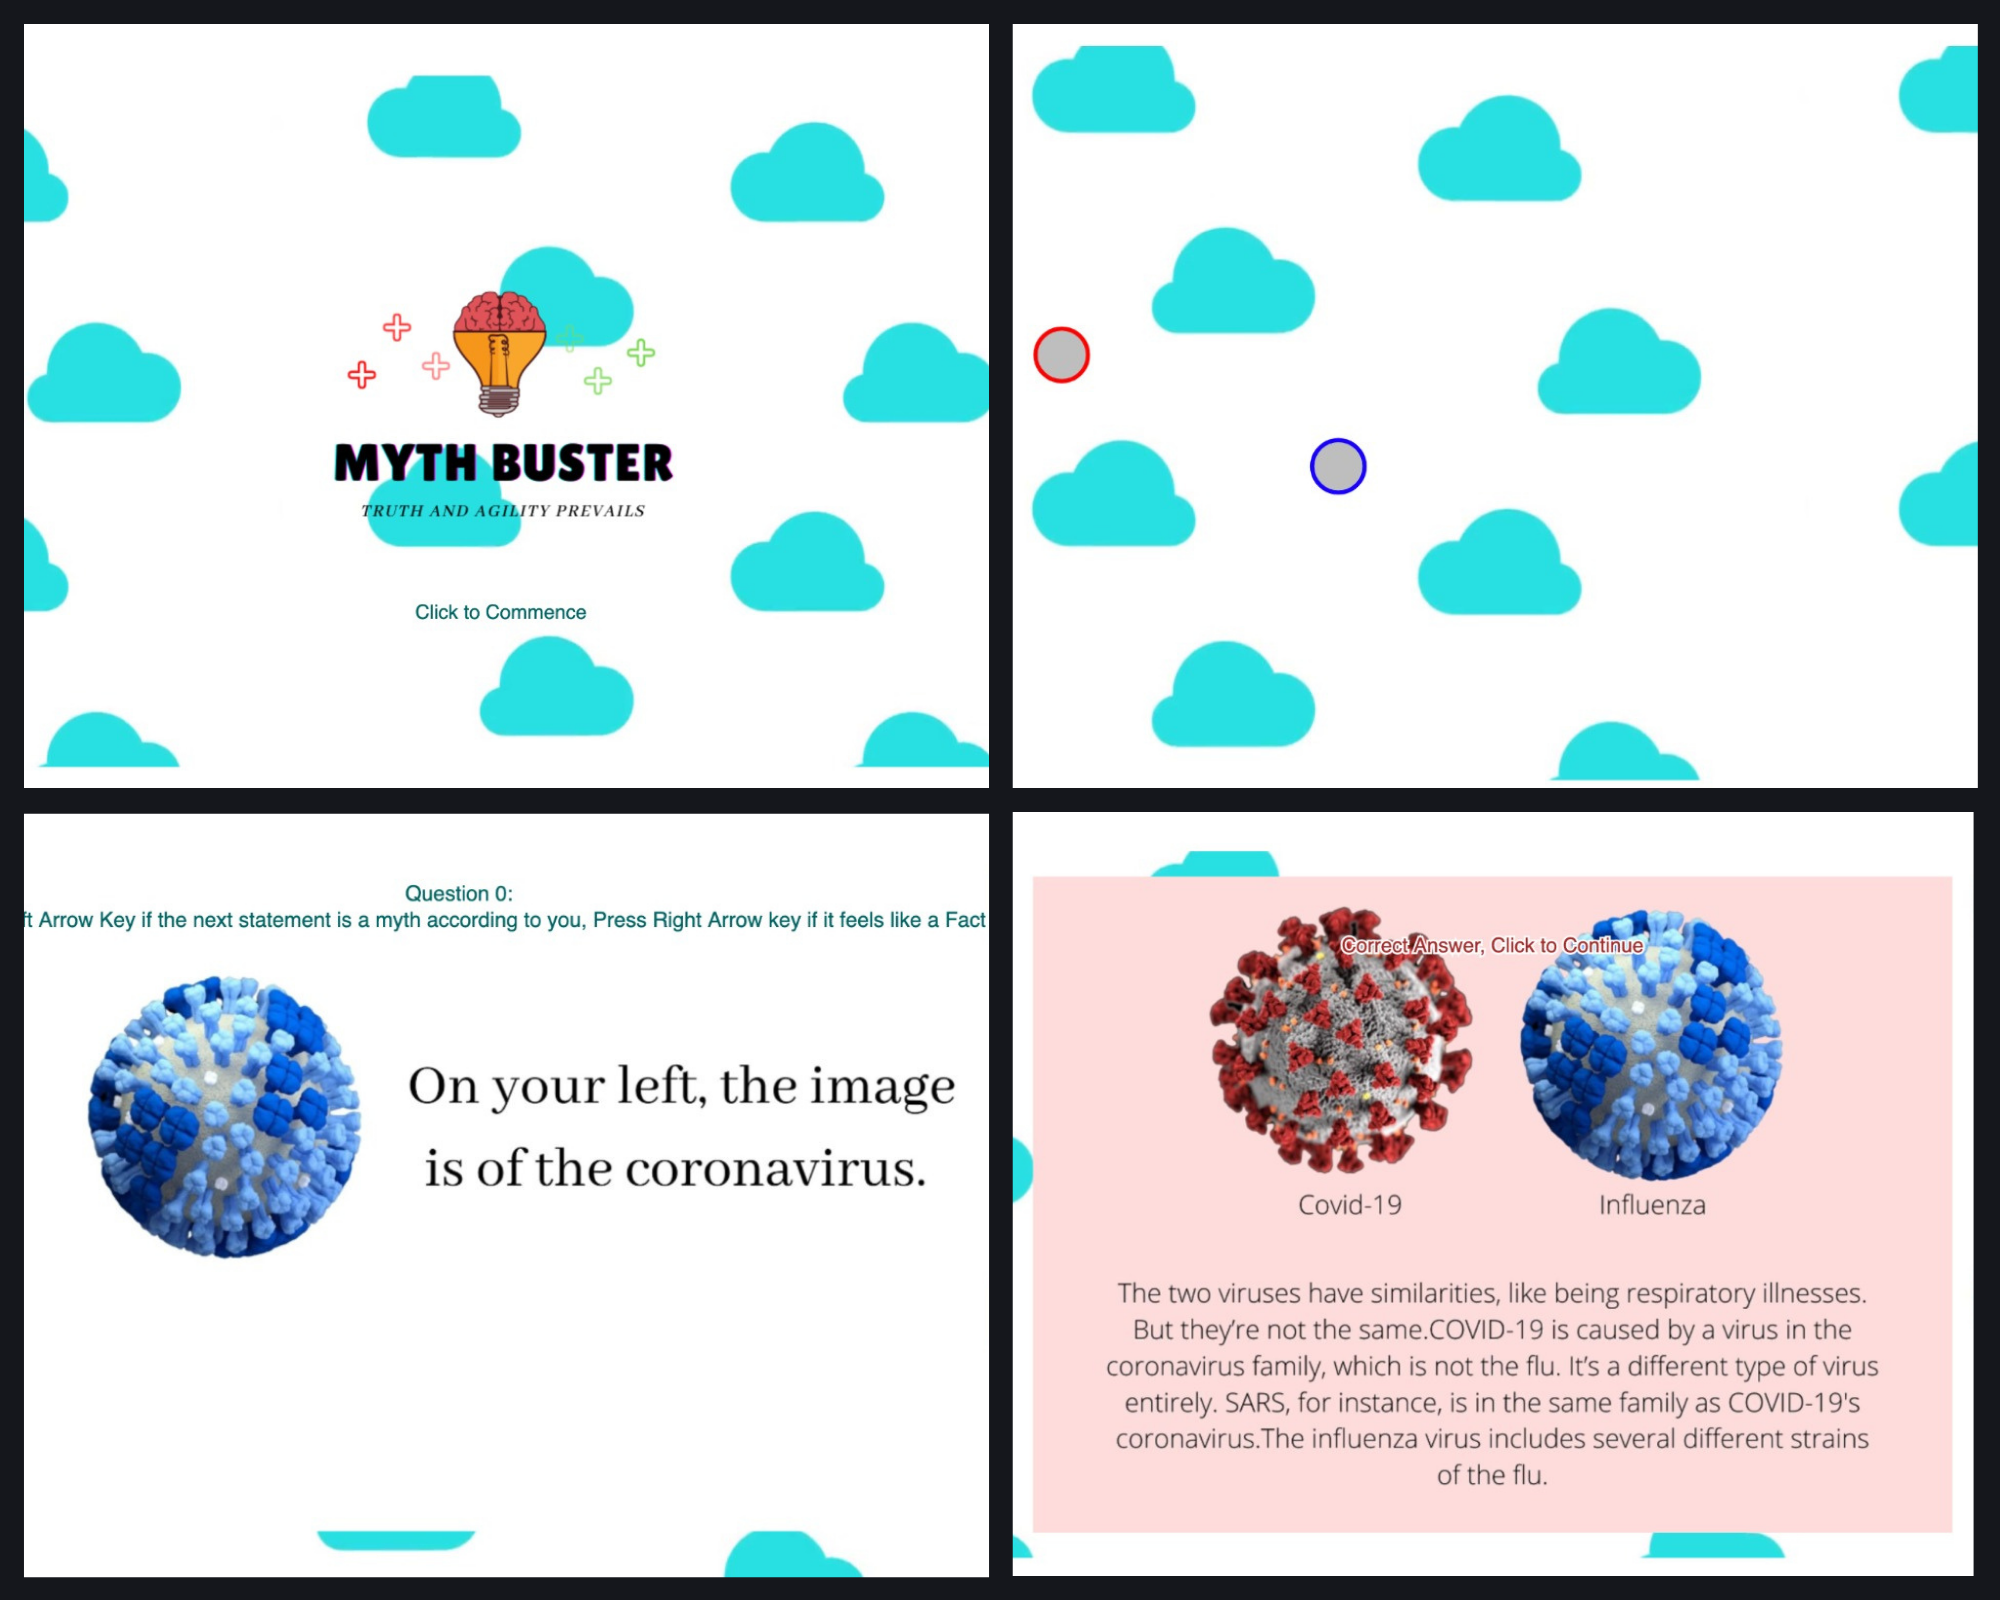 MYTH BUSTER
TRUTH AND AGILITY PREVAILS
Click to Commence
Question 0:
ft Arrow Key if the next statement is a myth according to you, Press Right Arrow key if it feels like a Fact
On your left, the image
is of the coronavirus.
Correct Answer, Click to Continue
Covid-19
Influenza
The two viruses have similarities, like being respiratory illnesses.
But they’re not the same.COVID-19 is caused by a virus in the
coronavirus family, which is not the flu. It’s a different type of virus
entirely. SARS, for instance, is in the same family as COVID-19's
coronavirus.The influenza virus includes several different strains
of the flu.